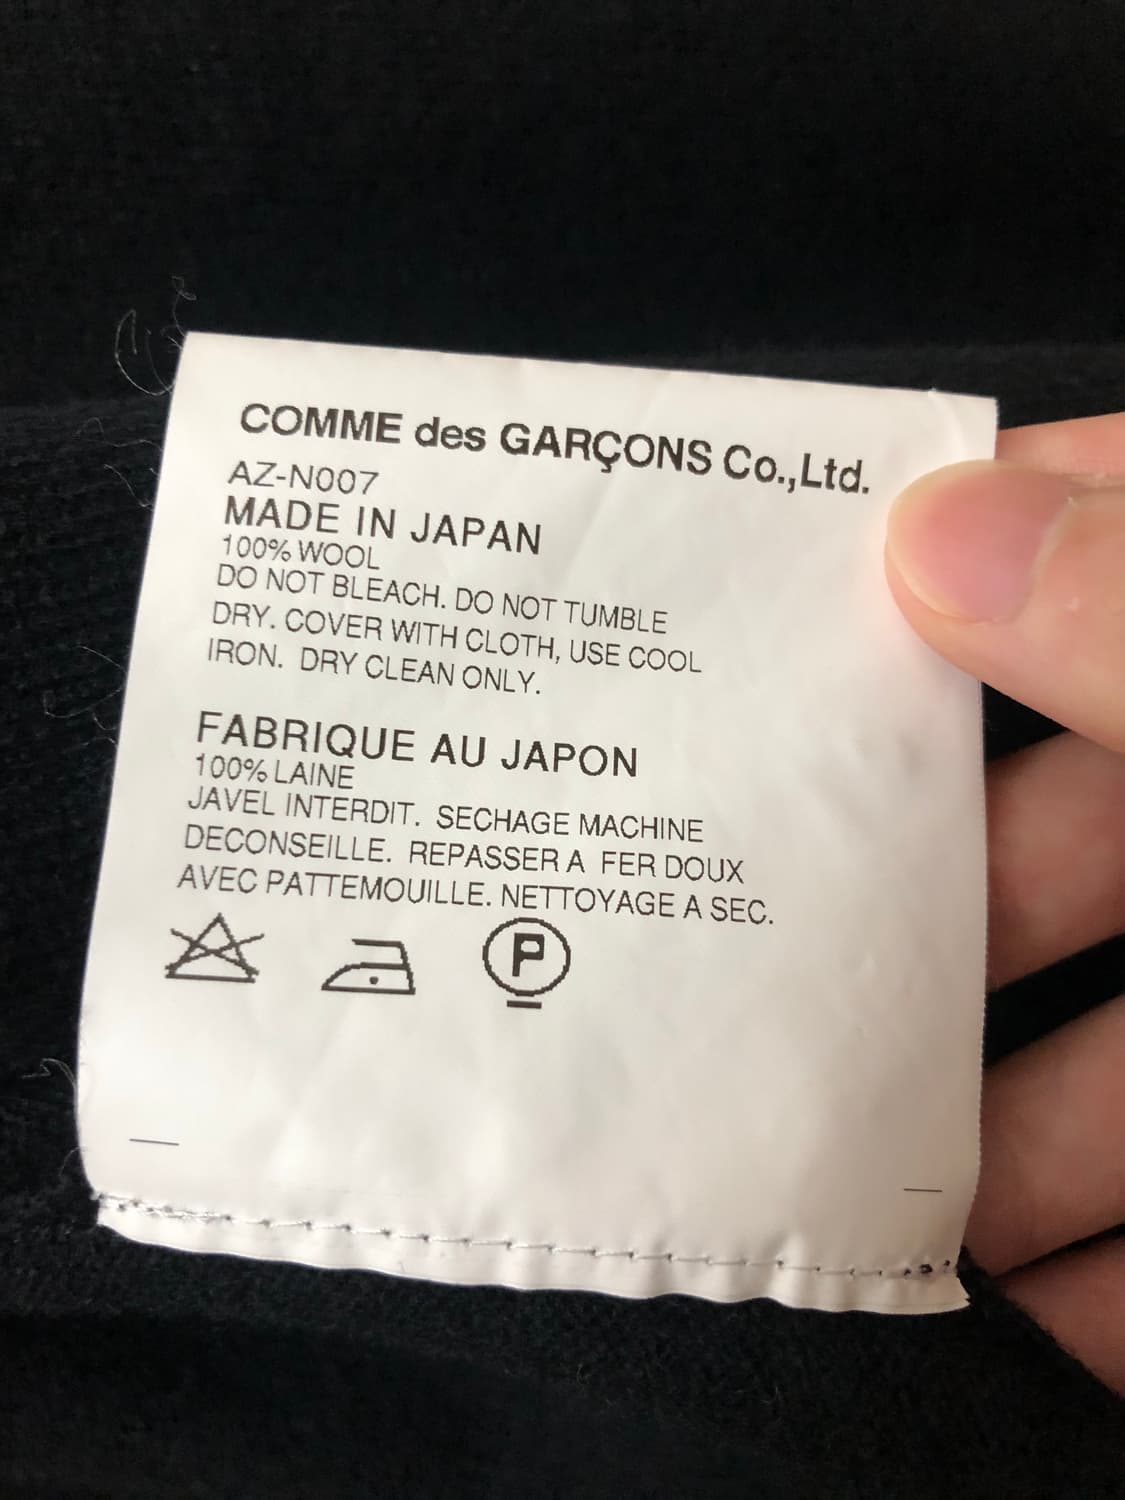 COMME des GARÇONS Co.,Ltd.
AZ-N007
MADE IN JAPAN
100% WOOL
DO NOT BLEACH. DO NOT TUMBLE
DRY. COVER WITH CLOTH, USE COOL
IRON. DRY CLEAN ONLY.
FABRIQUE AU JAPON
100% LAINE
JAVEL INTERDIT. SECHAGE MACHINE
DECONSEILLE. REPASSER A FER DOUX
AVEC PATTEMOUILLE. NETTOYAGE A SEC.
P